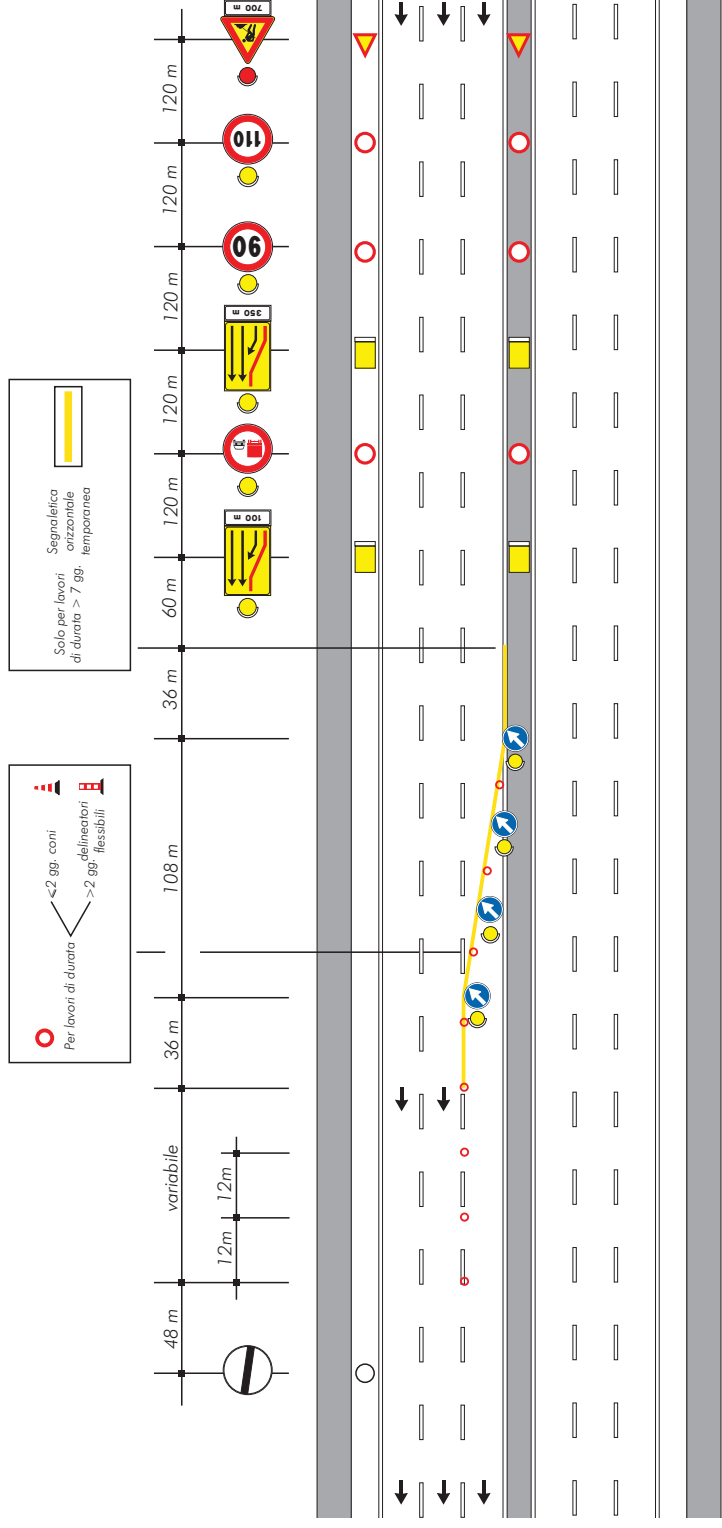 700 m
120 m
110
120 m
90
120 m
350 m
120 m
120 m
100 m
60 m
36 m
108 m
36 m
variabile
12m
12m
48 m
Solo per lavori
di durata > 7 gg.
Segnaletica
orizzontale
temporanea
Per lavori di durata
<2 gg. coni
>2 gg. delineatori
flessibili